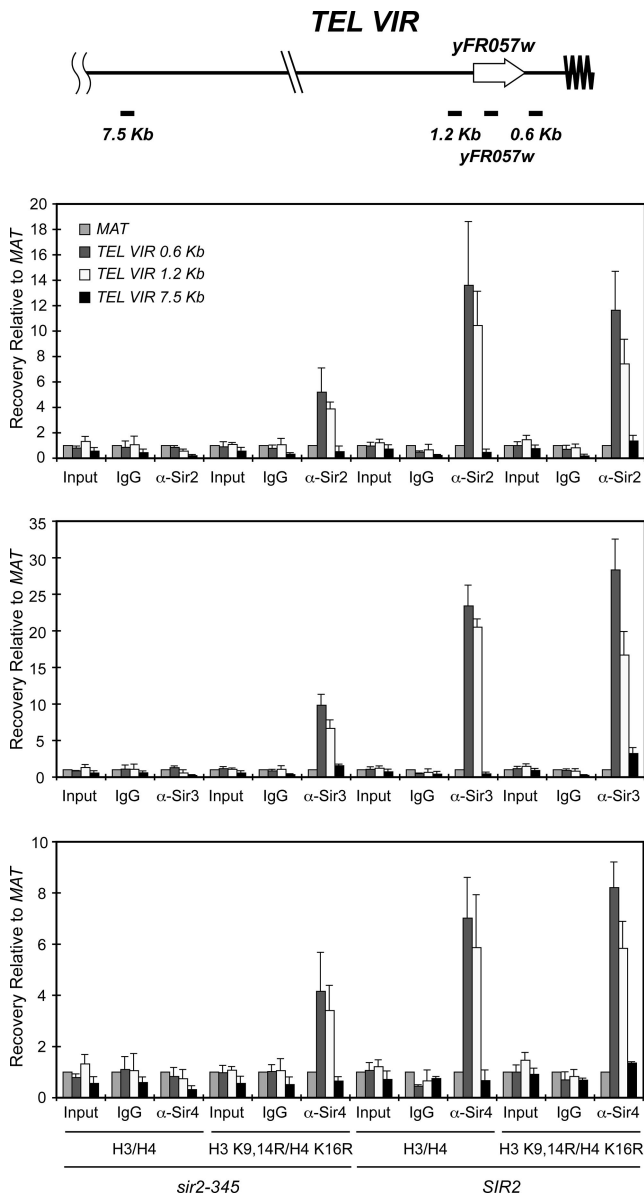 TEL VIR
yFR057w
7.5 Kb
1.2 Kb
0.6 Kb
yFR057w
Recovery Relative to MAT
20
18
16
14
12
10
8
6
4
2
0
MAT
TEL VIR 0.6 Kb
TEL VIR 1.2 Kb
TEL VIR 7.5 Kb
Input IgG α-Sir2 Input IgG α-Sir2 Input IgG α-Sir2 Input IgG α-Sir2
Recovery Relative to MAT
35
30
25
20
15
10
5
0
Input IgG α-Sir3 Input IgG α-Sir3 Input IgG α-Sir3 Input IgG α-Sir3
Recovery Relative to MAT
10
8
6
4
2
0
Input IgG α-Sir4 Input IgG α-Sir4 Input IgG α-Sir4 Input IgG α-Sir4
H3/H4 H3 K9,14R/H4 K16R H3/H4 H3 K9,14R/H4 K16R
sir2-345 SIR2